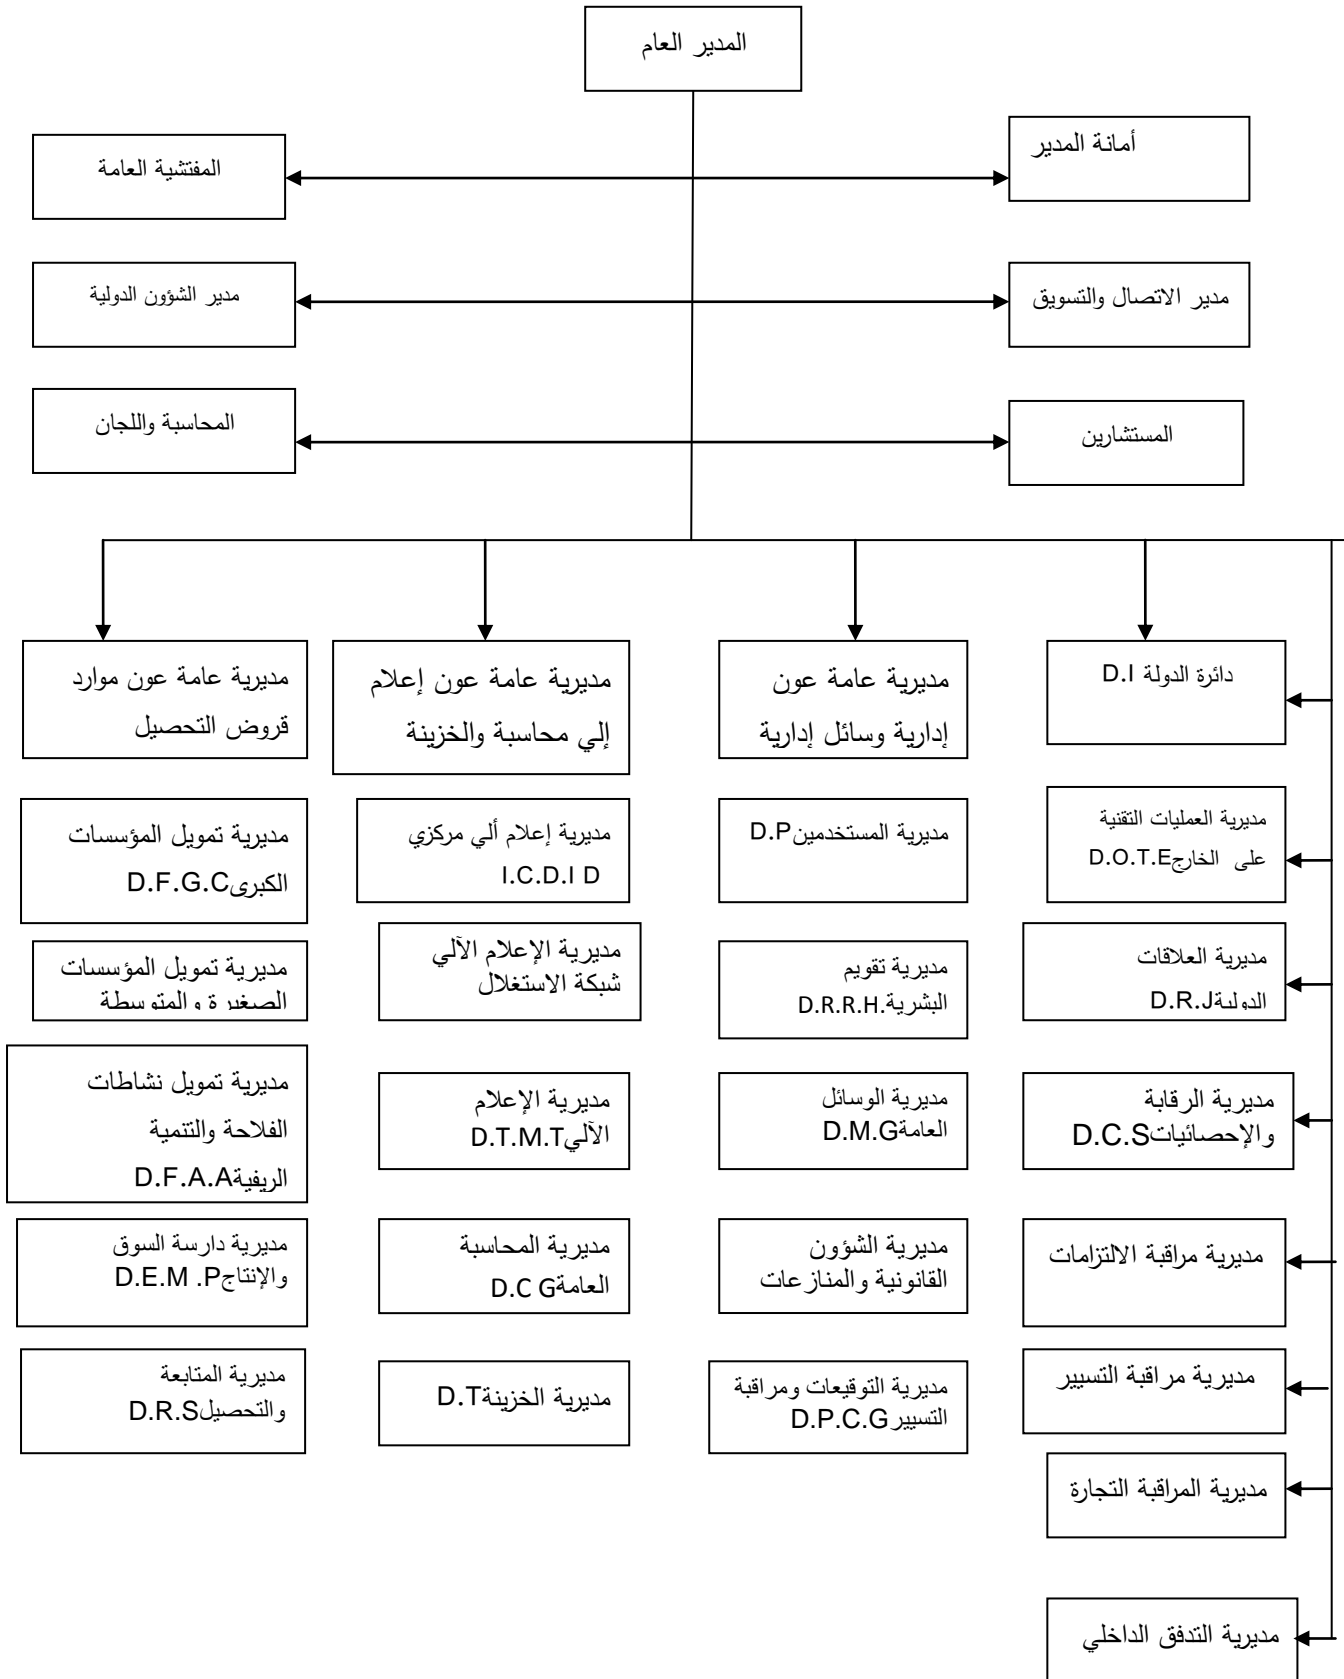 المدير العام
أمانة المدير
المفتشية العامة
مدير الاتصال والتسويق
مدير الشؤون الدولية
المستشارين
المحاسبة واللجان
دائرة الدولة D.I
مديرية العمليات التقنية
على الخارجD.O.T.E
مديرية العلاقات
الدوليةD.R.J
مديرية الرقابة
والإحصائياتD.C.S
مديرية مراقبة الالتزامات
مديرية مراقبة التسيير
مديرية المراقبة التجارة
مديرية التدفق الداخلي
مديرية عامة عون
إدارية وسائل إدارية
مديرية المستخدمينD.P
مديرية تقويم
البشرية.D.R.R.H
مديرية الوسائل
العامةD.M.G
مديرية الشؤون
القانونية والمنازعات
مديرية التوقيعات ومراقبة
التسييرD.P.C.G
مديرية عامة عون إعلام
إلي محاسبة والخزينة
مديرية إعلام ألي مركزي
I.C.D.I D
مديرية الإعلام الآلي
شبكة الاستغلال
مديرية الإعلام
الآليD.T.M.T
مديرية المحاسبة
العامةD.C G
مديرية الخزينةD.T
مديرية عامة عون موارد
قروض التحصيل
مديرية تمويل المؤسسات
الكبرىD.F.G.C
مديرية تمويل المؤسسات
الصغيرة والمتوسطة
مديرية تمويل نشاطات
الفلاحة والتنمية
الريفيةD.F.A.A
مديرية دارسة السوق
والإنتاجD.E.M .P
مديرية المتابعة
والتحصيلD.R.S